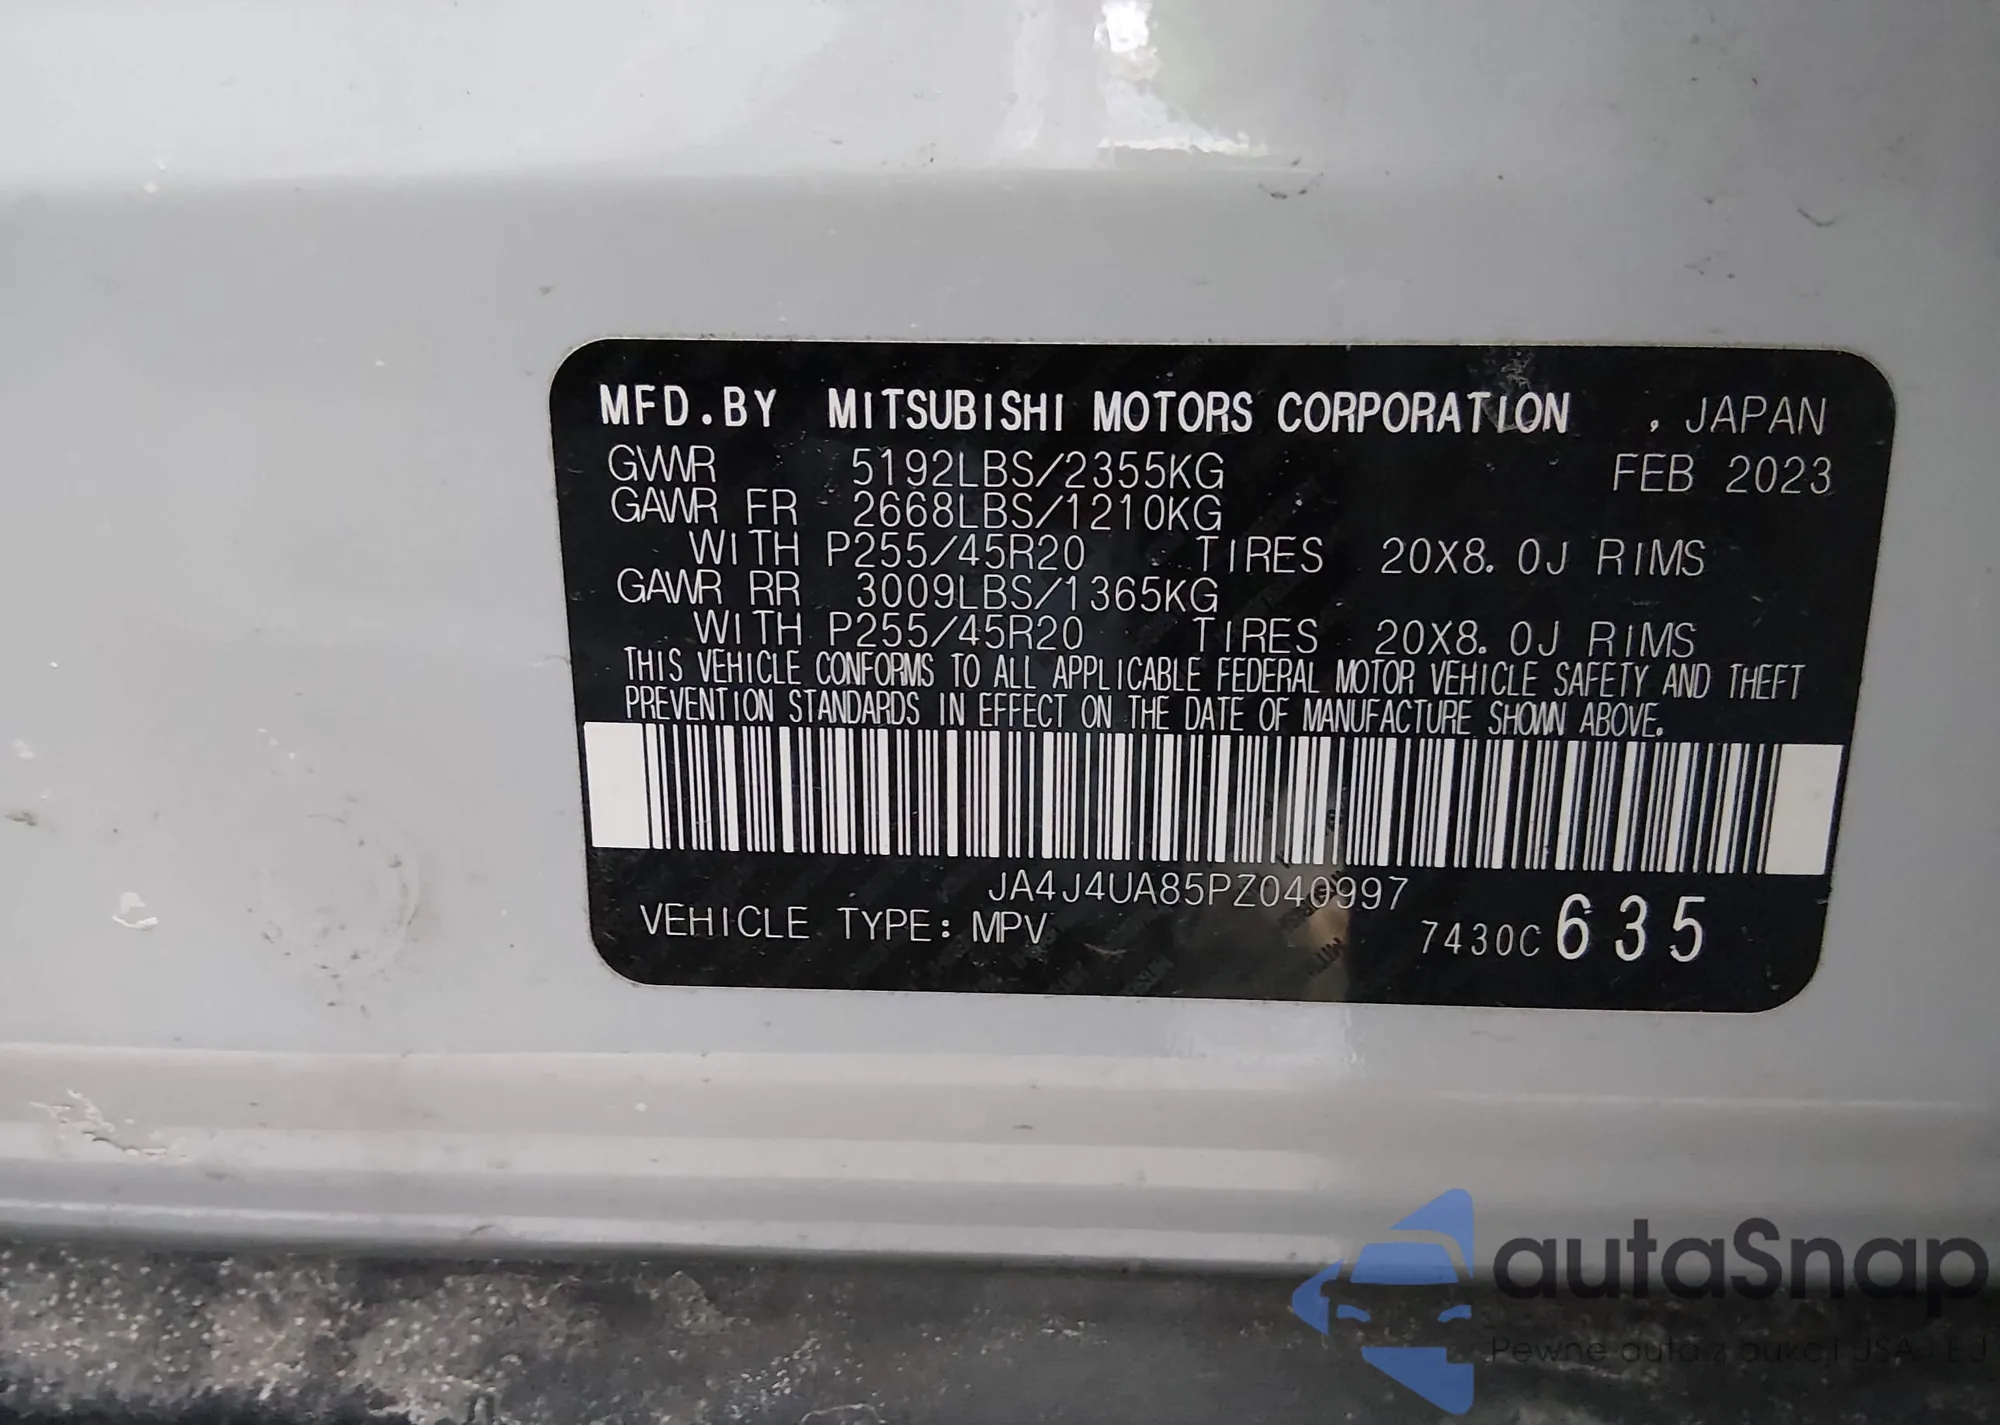 MFD.BY MITSUBISHI MOTORS CORPORATION , JAPAN
GVWR 5192LBS/2355KG FEB 2023
GAWR FR 2668LBS/1210KG
WITH P255/45R20 TIRES 20X8.0J RIMS
GAWR RR 3009LBS/1365KG
WITH P255/45R20 TIRES 20X8.0J RIMS
THIS VEHICLE CONFORMS TO ALL APPLICABLE FEDERAL MOTOR VEHICLE SAFETY AND THEFT
PREVENTION STANDARDS IN EFFECT ON THE DATE OF MANUFACTURE SHOWN ABOVE.
JA4J4UA85PZ040997
VEHICLE TYPE: MPV 7430C 635
autaSnap
Pewne auta z aukcji